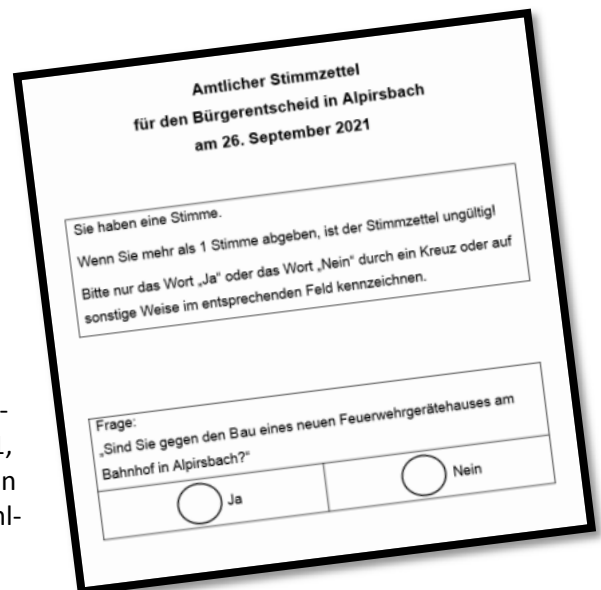 Amtlicher Stimmzettel
für den Bürgerentscheid in Alpirsbach
am 26. September 2021
Sie haben eine Stimme.
Wenn Sie mehr als 1 Stimme abgeben, ist der Stimmzettel ungültig!
Bitte nur das Wort „Ja“ oder das Wort „Nein“ durch ein Kreuz oder auf
sonstige Weise im entsprechenden Feld kennzeichnen.
Frage:
„Sind Sie gegen den Bau eines neuen Feuerwehrgerätehauses am
Bahnhof in Alpirsbach?“
Ja
Nein